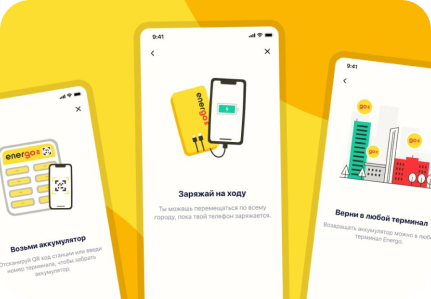 energo
Возьми аккумулятор
Отсканируй QR код станции или введи
номер терминала, чтобы забрать
аккумулятор.
9:41
energo
Заряжай на ходу
Ты можешь перемещаться по всему
городу, пока твой телефон заряжается.
9:41
go
go
go
Верни в любой терминал
Возвращать аккумулятор можно в любой
терминал Energo.